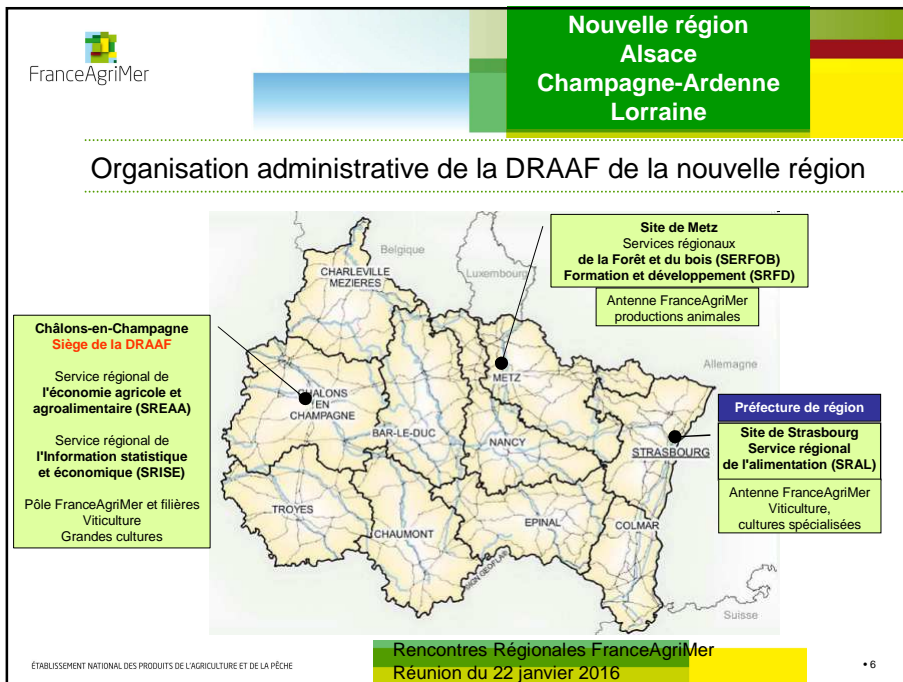 FranceAgriMer
Nouvelle région
Alsace
Champagne-Ardenne
Lorraine
Organisation administrative de la DRAAF de la nouvelle région
Site de Metz
Services régionaux
de la Forêt et du bois (SERFOB)
Formation et développement (SRFD)
Antenne FranceAgriMer
productions animales
Châlons-en-Champagne
Siège de la DRAAF
Service régional de
l'économie agricole et
agroalimentaire (SREAA)
Service régional de
l'Information statistique
et économique (SRISE)
Pôle FranceAgriMer et filières
Viticulture
Grandes cultures
Préfecture de région
Site de Strasbourg
Service régional
de l'alimentation (SRAL)
Antenne FranceAgriMer
Viticulture,
cultures spécialisées
Belgique
Luxembourg
Allemagne
Suisse
CHARLEVILLE
MEZIERES
CHALONS
EN
CHAMPAGNE
BAR-LE-DUC
METZ
NANCY
STRASBOURG
TROYES
CHAUMONT
EPINAL
COLMAR
©IGN GEOFLA®
ÉTABLISSEMENT NATIONAL DES PRODUITS DE L'AGRICULTURE ET DE LA PÊCHE
Rencontres Régionales FranceAgriMer
Réunion du 22 janvier 2016
• 6